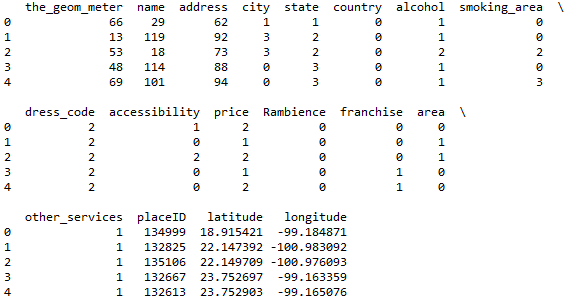 the_geom_meter name address city state country alcohol smoking_area \
0 66 29 62 1 1 0 1 0
1 13 119 92 3 2 0 1 0
2 53 18 73 3 2 0 2 2
3 48 114 88 0 3 0 1 0
4 69 101 94 0 3 0 1 3
dress_code accessibility price Rambience franchise area \
0 2 1 2 0 0 0
1 2 0 1 0 0 1
2 2 2 2 0 0 1
3 2 0 1 0 1 0
4 2 0 2 0 1 0
other_services placeID latitude longitude
0 1 134999 18.915421 -99.184871
1 1 132825 22.147392 -100.983092
2 1 135106 22.149709 -100.976093
3 1 132667 23.752697 -99.163359
4 1 132613 23.752903 -99.165076